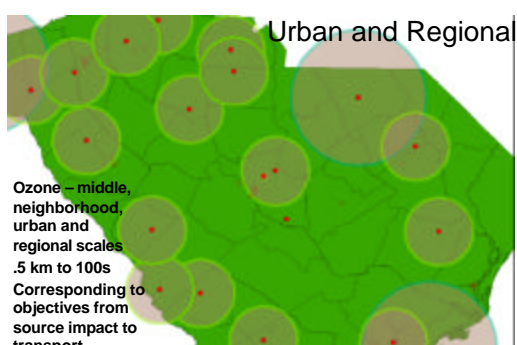 Urban and Regional
Ozone – middle,
neighborhood,
urban and
regional scales
.5 km to 100s
Corresponding to
objectives from
source impact to
transport